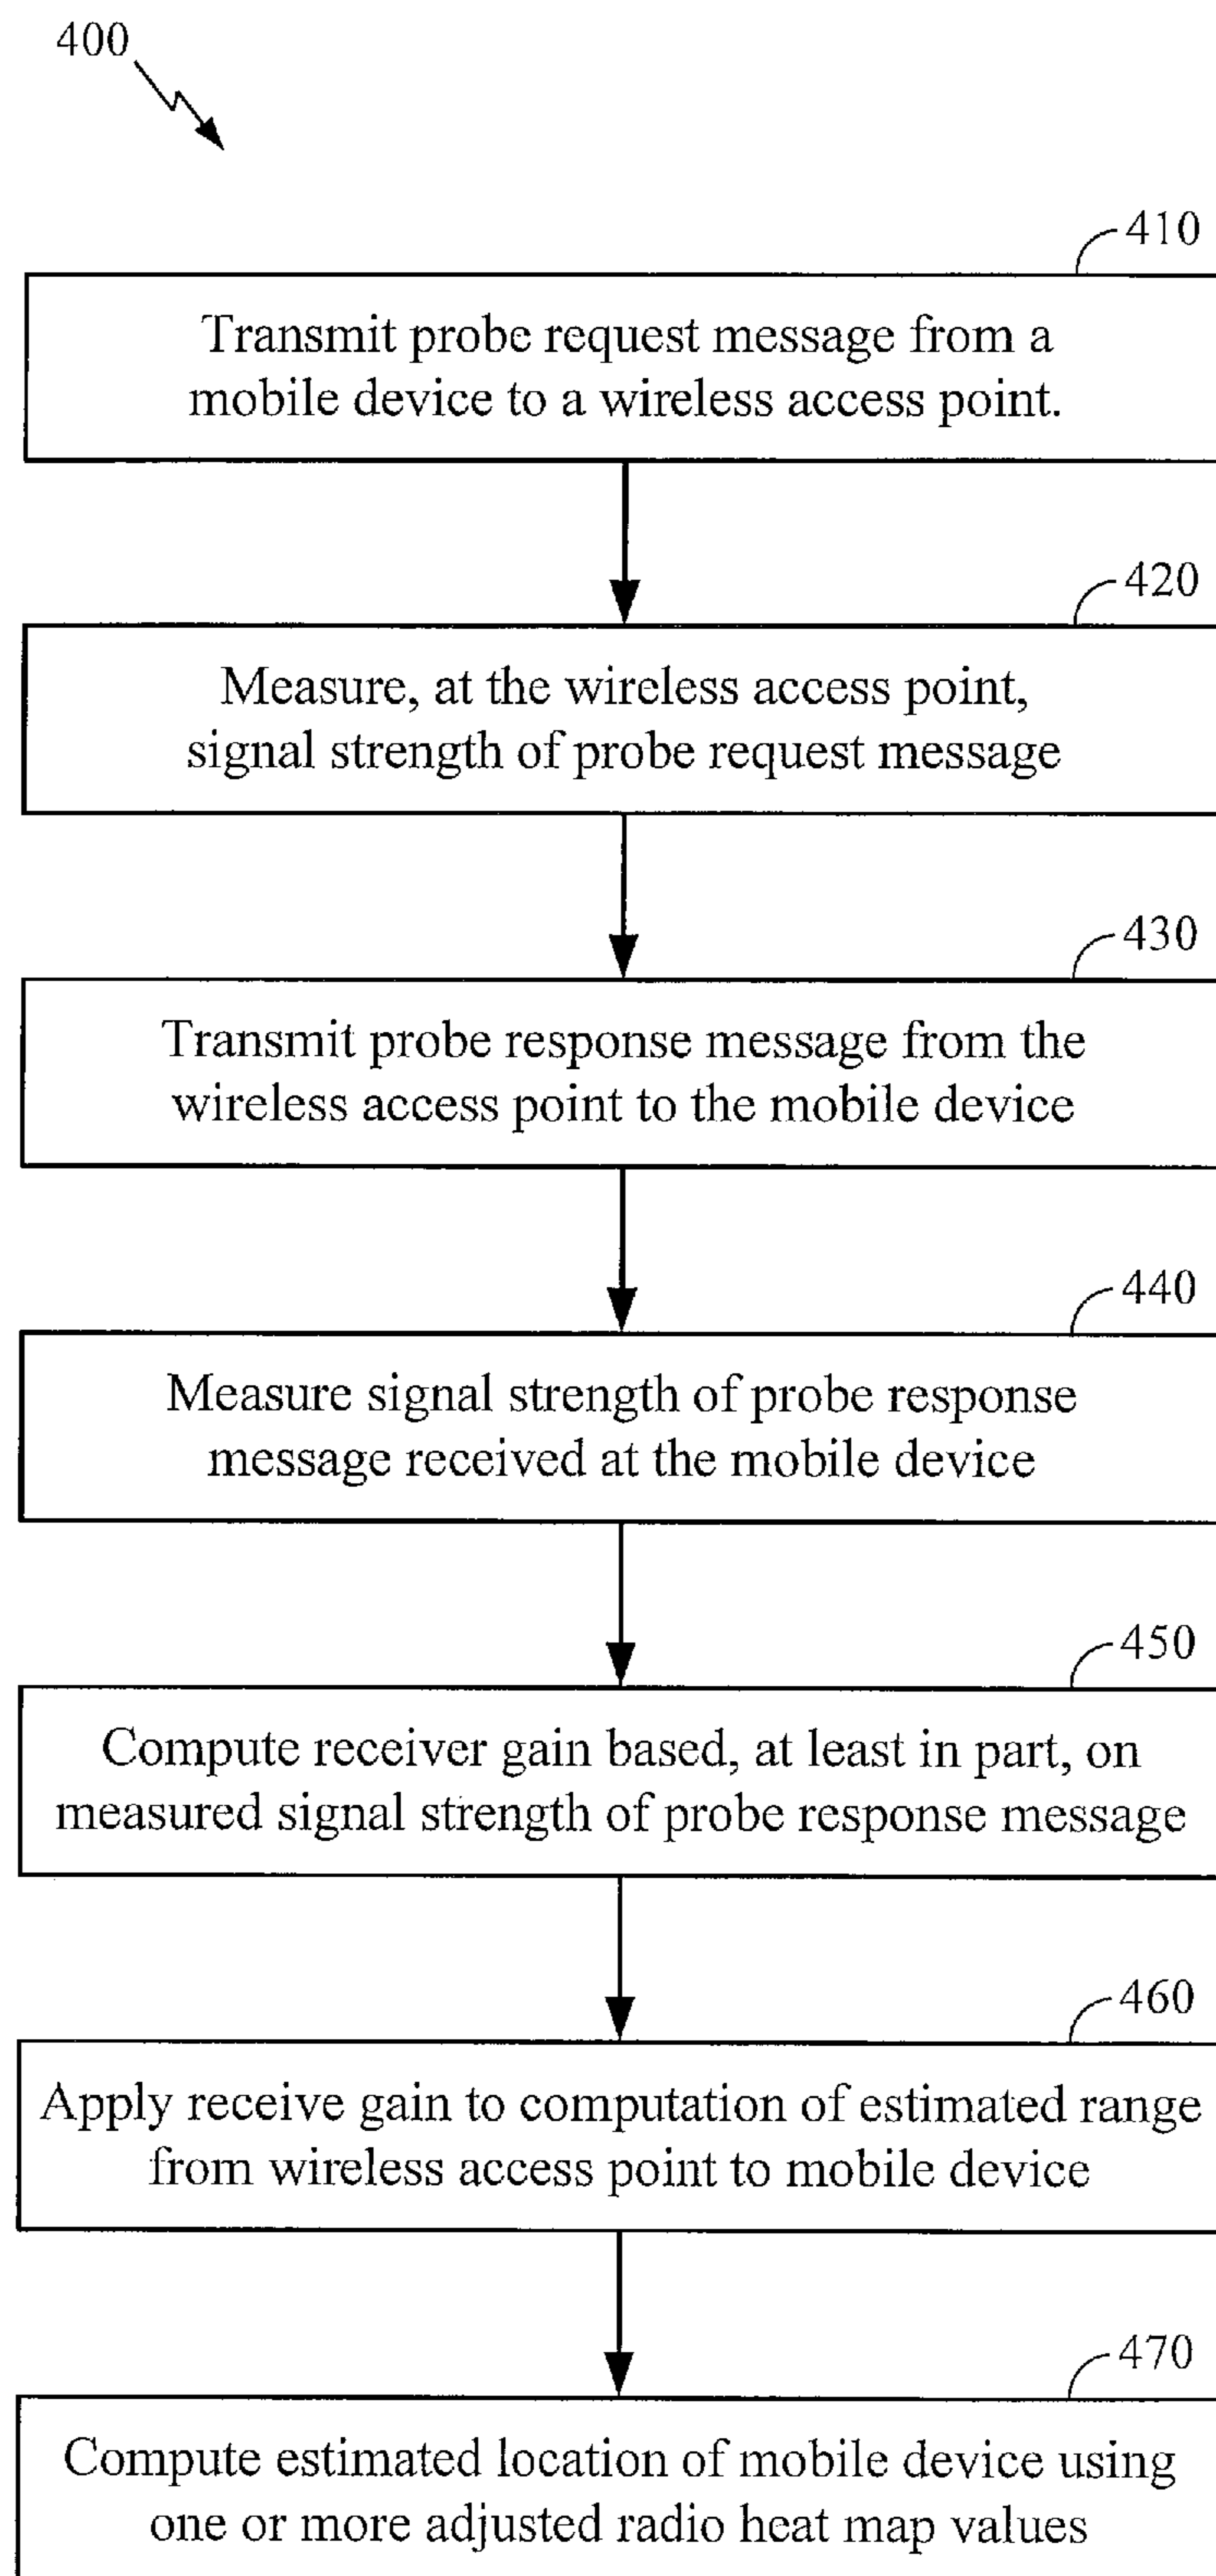 400
410
Transmit probe request message from a
mobile device to a wireless access point.
420
Measure, at the wireless access point,
signal strength of probe request message
430
Transmit probe response message from the
wireless access point to the mobile device
440
Measure signal strength of probe response
message received at the mobile device
450
Compute receiver gain based, at least in part, on
measured signal strength of probe response message
460
Apply receive gain to computation of estimated range
from wireless access point to mobile device
470
Compute estimated location of mobile device using
one or more adjusted radio heat map values